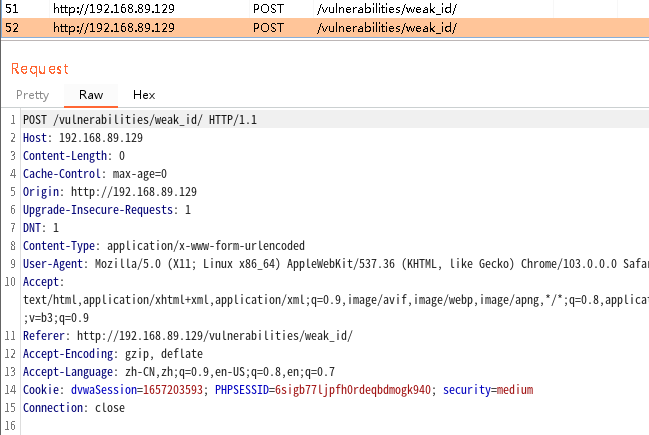 51 http://192.168.89.129 POST /vulnerabilities/weak_id/
52 http://192.168.89.129 POST /vulnerabilities/weak_id/
Request
Pretty Raw Hex
1 POST /vulnerabilities/weak_id/ HTTP/1.1
2 Host: 192.168.89.129
3 Content-Length: 0
4 Cache-Control: max-age=0
5 Origin: http://192.168.89.129
6 Upgrade-Insecure-Requests: 1
7 DNT: 1
8 Content-Type: application/x-www-form-urlencoded
9 User-Agent: Mozilla/5.0 (X11; Linux x86_64) AppleWebKit/537.36 (KHTML, like Gecko) Chrome/103.0.0.0 Safar
10 Accept:
text/html,application/xhtml+xml,application/xml;q=0.9,image/avif,image/webp,image/apng,*/*;q=0.8,applicat
;v=b3;q=0.9
11 Referer: http://192.168.89.129/vulnerabilities/weak_id/
12 Accept-Encoding: gzip, deflate
13 Accept-Language: zh-CN,zh;q=0.9,en-US;q=0.8,en;q=0.7
14 Cookie: dvwaSession=1657203593; PHPSESSID=6sigb77ljpfh0rdeqbdmogk940; security=medium
15 Connection: close
16